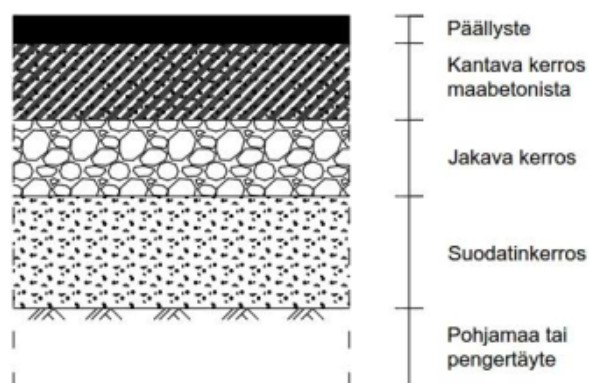 Päällyste
Kantava kerros
maabetonista
Jakava kerros
Suodatinkerros
Pohjamaa tai
pengertäyte